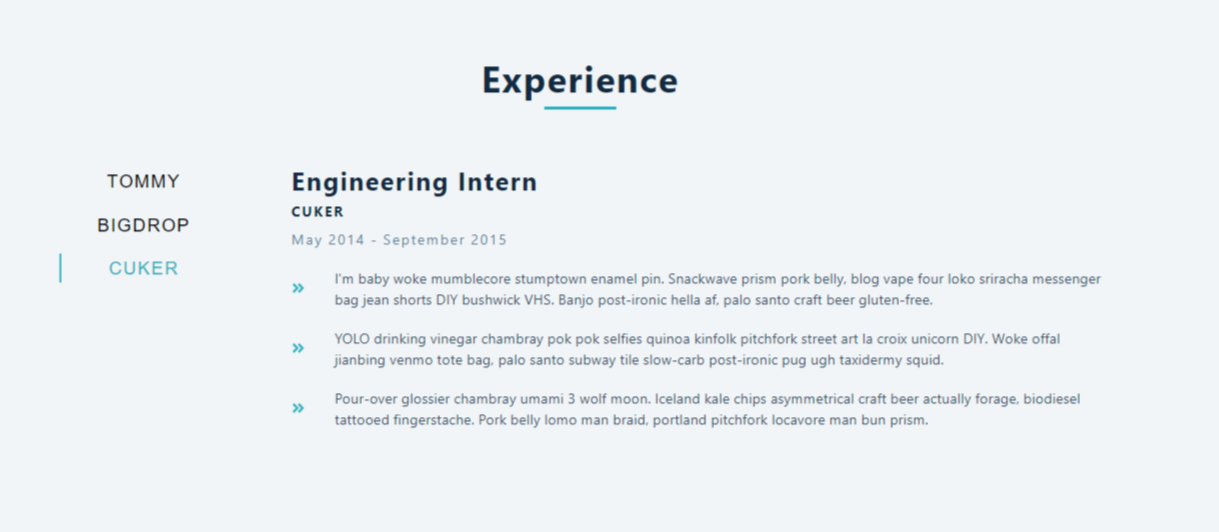 Experience
TOMMY
BIGDROP
CUKER
Engineering Intern
CUKER
May 2014 - September 2015
I'm baby woke mumblecore stumptown enamel pin. Snackwave prism pork belly, blog vape four loko sriracha messenger
bag jean shorts DIY bushwick VHS. Banjo post-ironic hella af, palo santo craft beer gluten-free.
YOLO drinking vinegar chambray pok pok selfies quinoa kinfolk pitchfork street art la croix unicorn DIY. Woke offal
jianbing venmo tote bag, palo santo subway tile slow-carb post-ironic pug ugh taxidermy squid.
Pour-over glossier chambray umami 3 wolf moon. Iceland kale chips asymmetrical craft beer actually forage, biodiesel
tattooed fingerstache. Pork belly lomo man braid, portland pitchfork locavore man bun prism.